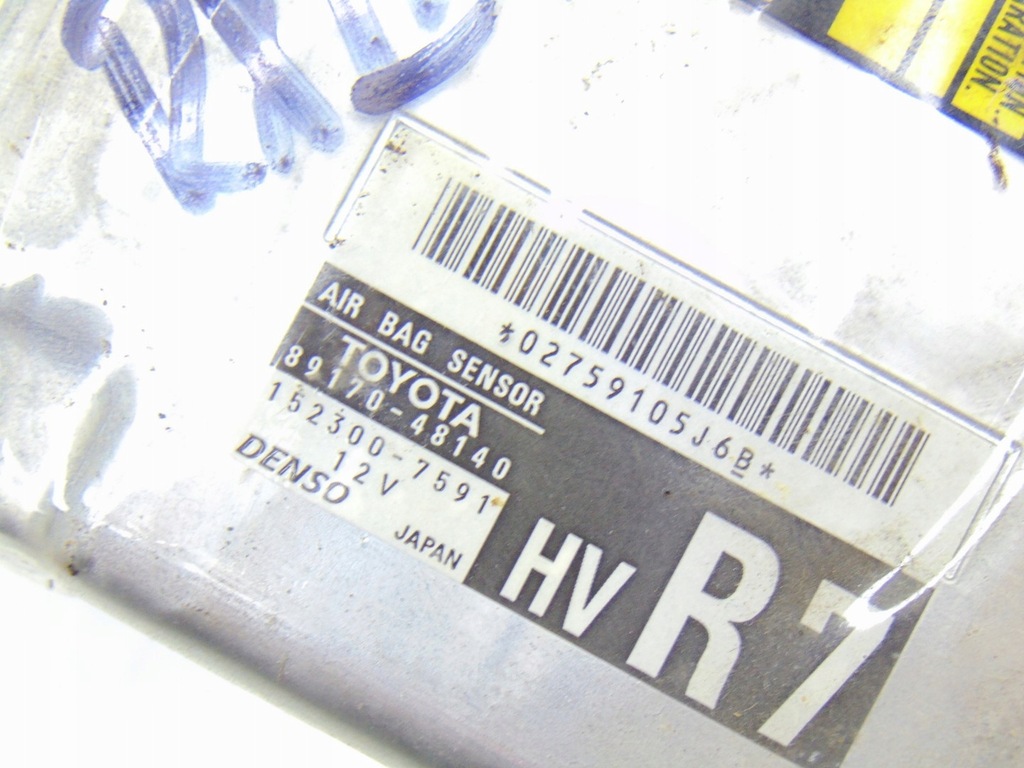 *02759105J6B*
AIR BAG SENSOR
TOYOTA
89170-48140
152300-7591
12V
DENSO
JAPAN
HV R7